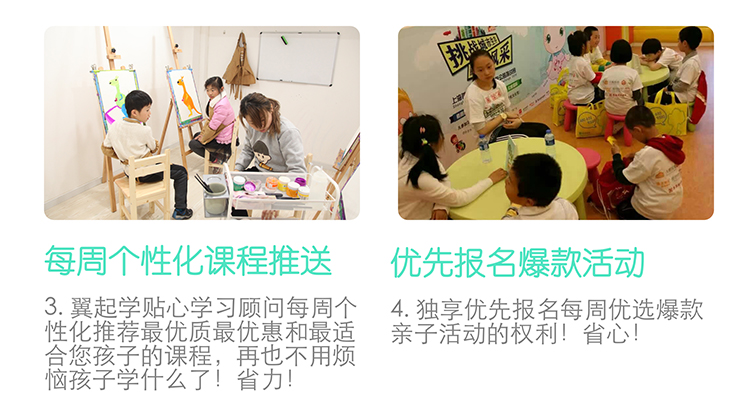 挑战
风采
每周个性化课程推送
3. 翼起学贴心学习顾问每周个
性化推荐最优质最优惠和最适
合您孩子的课程，再也不用烦
恼孩子学什么了！省力！
优先报名爆款活动
4. 独享优先报名每周优选爆款
亲子活动的权利！省心！